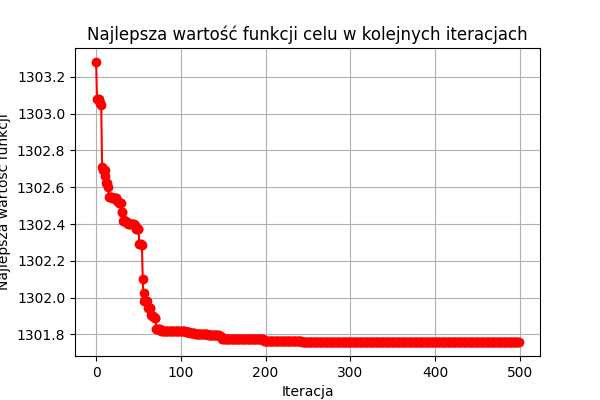 Najlepsza wartość funkcji celu w kolejnych iteracjach
Najlepsza wartość funkcji
1303.2
1303.0
1302.8
1302.6
1302.4
1302.2
1302.0
1301.8
0 100 200 300 400 500
Iteracja